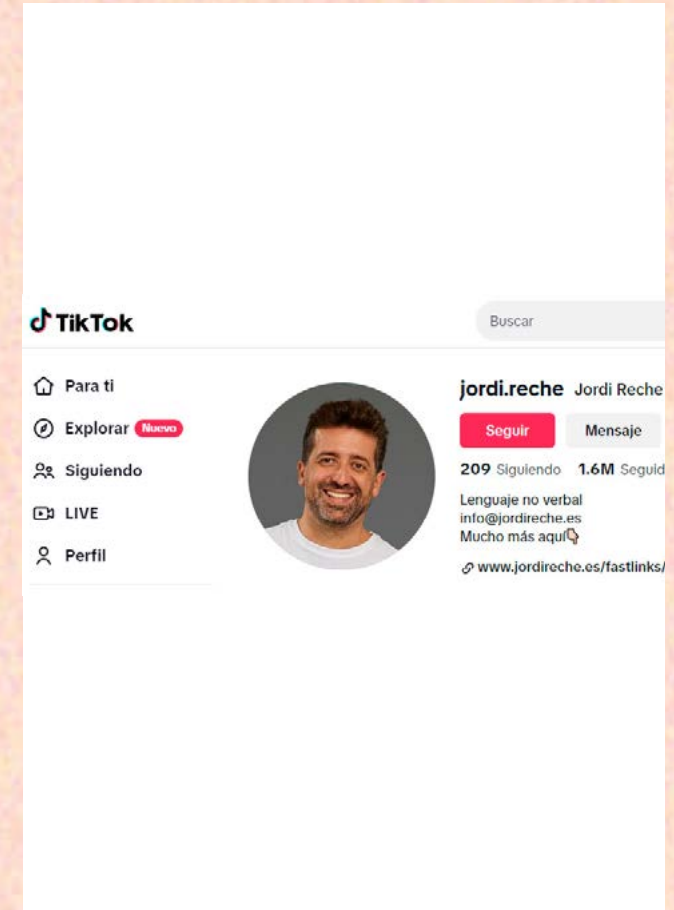 TikTok
Buscar
Para ti
Explorar Nuevo
Siguiendo
LIVE
Perfil
jordi.reche Jordi Reche
Seguir Mensaje
209 Siguiendo 1.6M Seguid
Lenguaje no verbal
info@jordireche.es
Mucho más aquí👇🏻
www.jordireche.es/fastlinks/